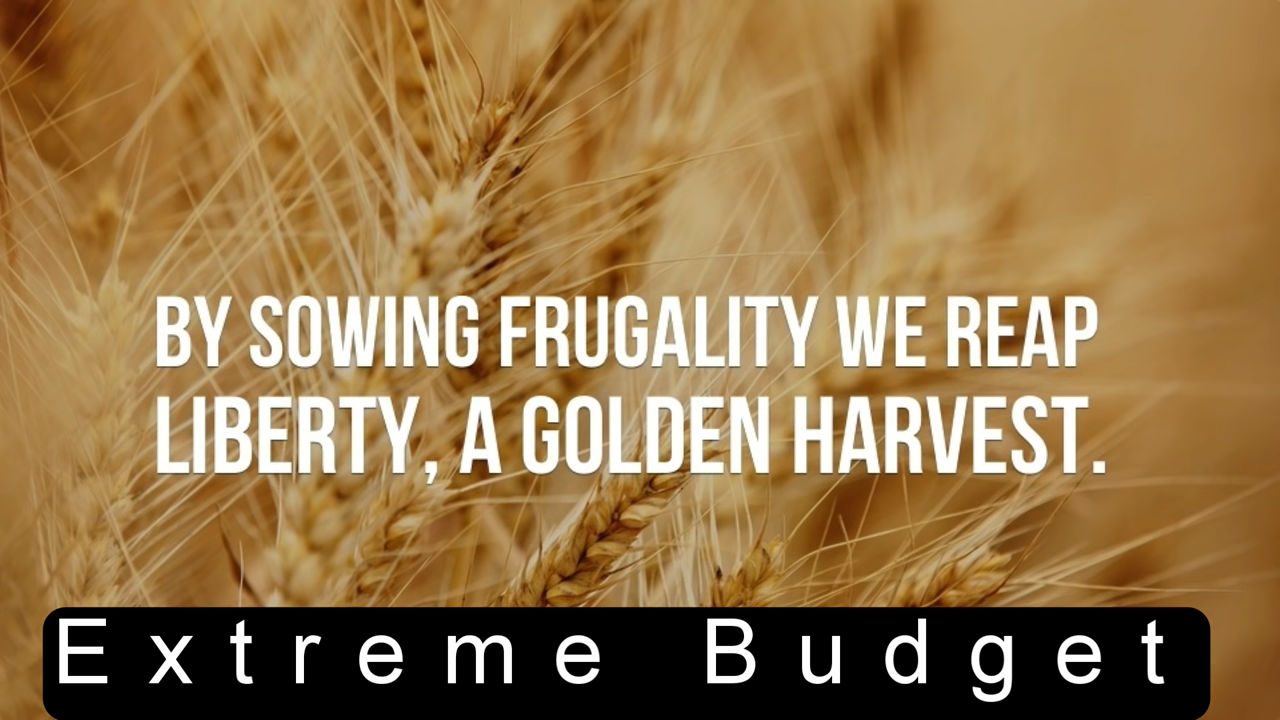 BY SOWING FRUGALITY WE REAP
LIBERTY, A GOLDEN HARVEST.
Extreme Budget